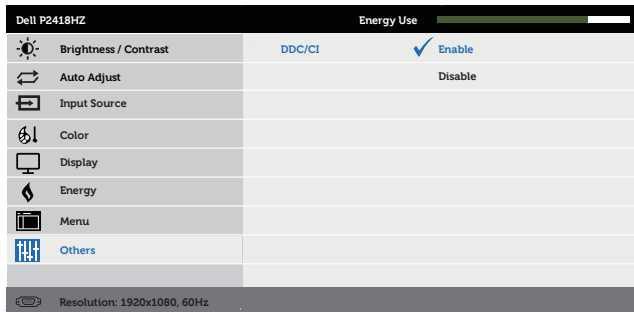 Dell P2418HZ Energy Use
Brightness / Contrast DDC/CI Enable
Auto Adjust Disable
Input Source
Color
Display
Energy
Menu
Others
Resolution: 1920x1080, 60Hz